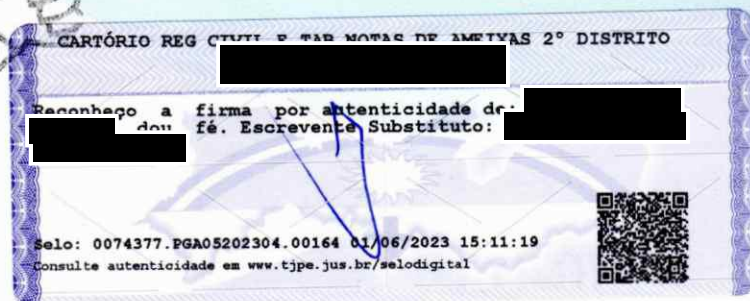 CARTÓRIO REG CIVIL E TAB NOTAS DE AMEIXAS 2º DISTRITO
Reconheço a firma por autenticidade de:
dou fé. Escrevente Substituto:
Selo: 0074377.PGA05202304.00164 01/06/2023 15:11:19
Consulte autenticidade em www.tjpe.jus.br/selodigital